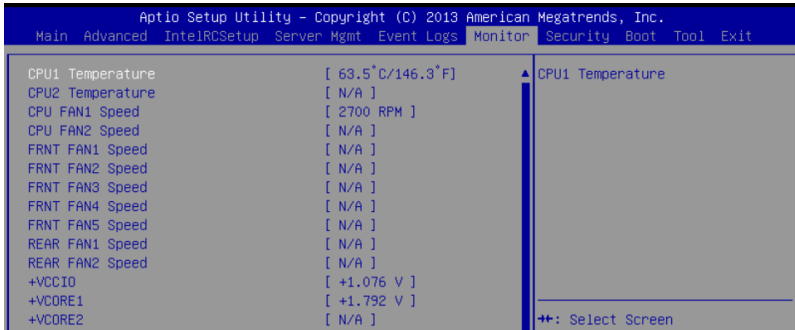 Aptio Setup Utility – Copyright (C) 2013 American Megatrends, Inc.
Main Advanced IntelRCSetup Server Mgmt Event Logs Monitor Security Boot Tool Exit
CPU1 Temperature [ 63.5°C/146.3°F] CPU1 Temperature
CPU2 Temperature [ N/A ]
CPU FAN1 Speed [ 2700 RPM ]
CPU FAN2 Speed [ N/A ]
FRNT FAN1 Speed [ N/A ]
FRNT FAN2 Speed [ N/A ]
FRNT FAN3 Speed [ N/A ]
FRNT FAN4 Speed [ N/A ]
FRNT FAN5 Speed [ N/A ]
REAR FAN1 Speed [ N/A ]
REAR FAN2 Speed [ N/A ]
+VCCIO [ +1.076 V ]
+VCORE1 [ +1.792 V ]
+VCORE2 [ N/A ] →←: Select Screen